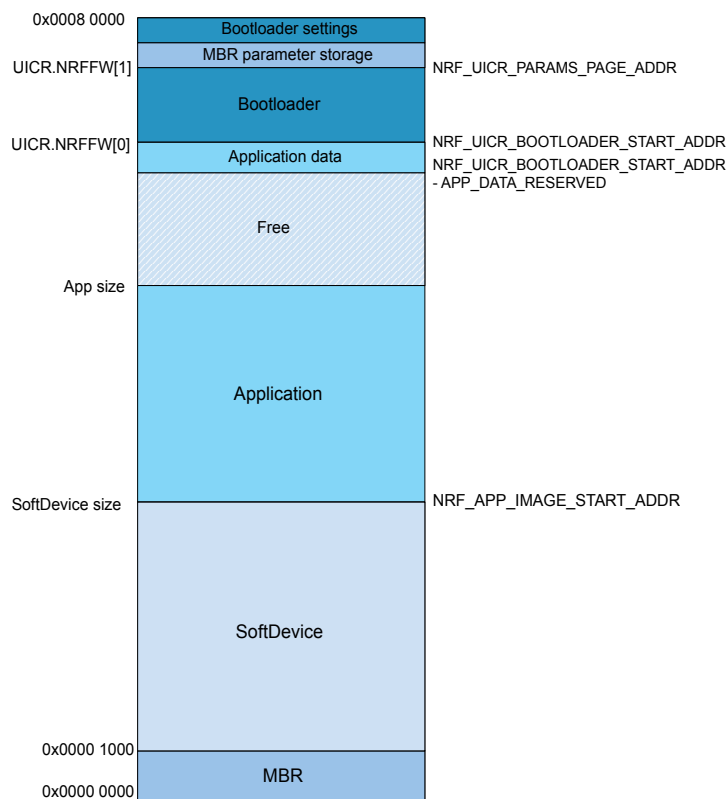 0x0008 0000
Bootloader settings
MBR parameter storage
UICR.NRFFW[1]
NRF_UICR_PARAMS_PAGE_ADDR
Bootloader
UICR.NRFFW[0]
NRF_UICR_BOOTLOADER_START_ADDR
Application data
NRF_UICR_BOOTLOADER_START_ADDR
- APP_DATA_RESERVED
Free
App size
Application
SoftDevice size
NRF_APP_IMAGE_START_ADDR
SoftDevice
0x0000 1000
MBR
0x0000 0000